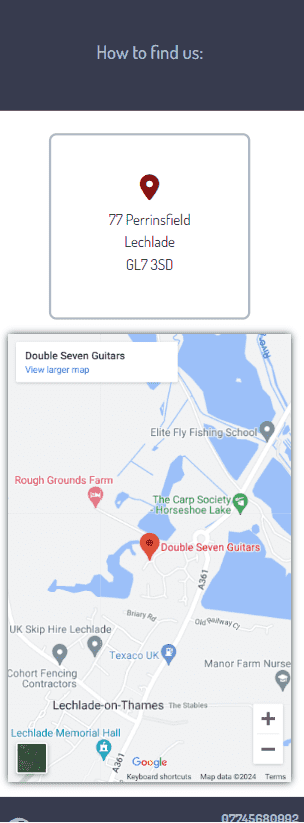 How to find us:
77 Perrinsfield
Lechlade
GL7 3SD
Double Seven Guitars
View larger map
River
Elite Fly Fishing School
Rough Grounds Farm
The Carp Society
- Horseshoe Lake
Double Seven Guitars
A361
Briary Rd
Old Railway Cl
UK Skip Hire Lechlade
Texaco UK
Cohort Fencing
Contractors
Manor Farm Nurse
Lechlade-on-Thames
The Stables
Lechlade Memorial Hall
A361
+
−
Google
Keyboard shortcuts
Map data ©2024
Terms
07745680992